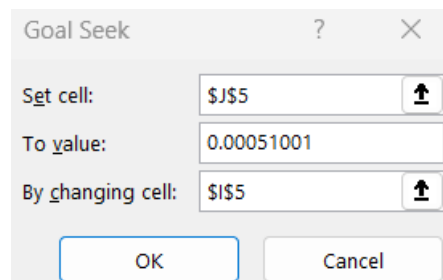 Goal Seek ?
Set cell: $J$5
To value: 0.00051001
By changing cell: $I$5
OK Cancel